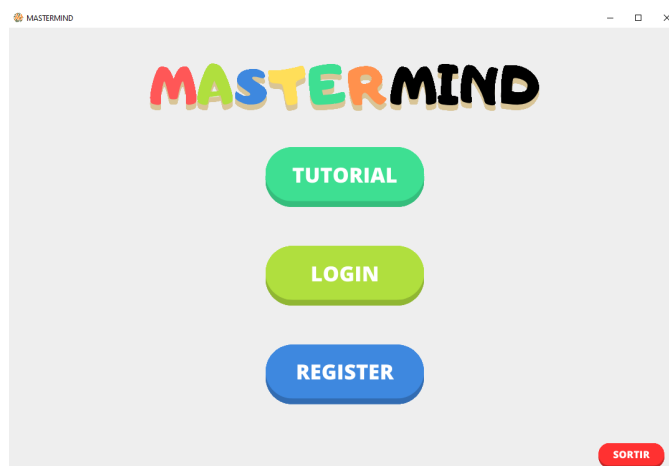 MASTERMIND
MASTERMIND
TUTORIAL
LOGIN
REGISTER
SORTIR